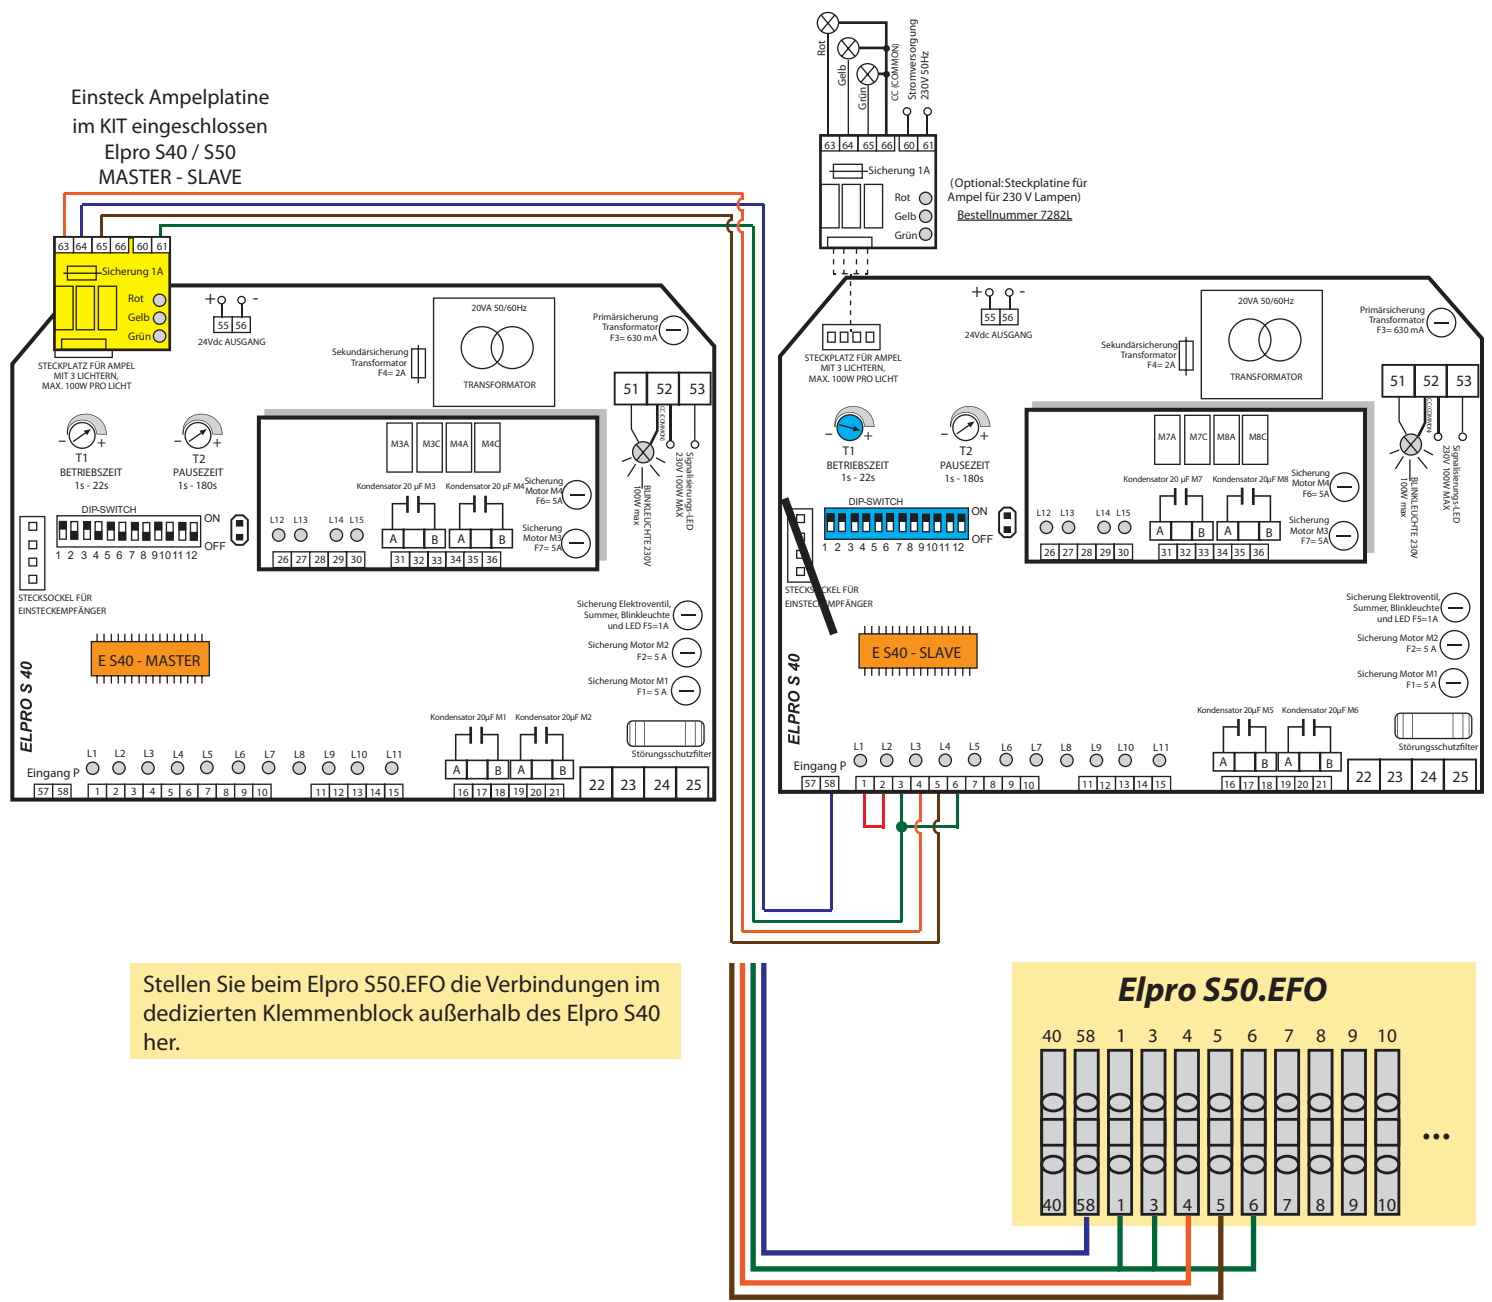 Einsteck Ampelplatine
im KIT eingeschlossen
Elpro S40 / S50
MASTER - SLAVE
63 64 65 66 60 61
Sicherung 1A
Rot
Gelb
Grün
STECKPLATZ FÜR AMPEL
MIT 3 LICHTERN,
MAX. 100W PRO LICHT
+ -
55 56
24Vdc AUSGANG
20VA 50/60Hz
TRANSFORMATOR
Sekundärsicherung
Transformator
F4= 2A
Primärsicherung
Transformator
F3= 630 mA
51 52 53
CC (COMMON)
Signalisierungs-LED
230V 100W MAX
BLINKLEUCHTE 230V
100W max
- +
T1
BETRIEBSZEIT
1s - 22s
- +
T2
PAUSEZEIT
1s - 180s
DIP-SWITCH
ON
OFF
1 2 3 4 5 6 7 8 9 10 11 12
STECKSOCKEL FÜR
EINSTECKEMPFÄNGER
M3A M3C M4A M4C
Kondensator 20 µF M3 Kondensator 20 µF M4
Sicherung
Motor M4
F6= 5A
Sicherung
Motor M3
F7= 5A
L12 L13 L14 L15
A B A B
26 27 28 29 30 31 32 33 34 35 36
Sicherung Elektroventil,
Summer, Blinkleuchte
und LED F5=1A
Sicherung Motor M2
F2= 5 A
Sicherung Motor M1
F1= 5 A
E S40 - MASTER
ELPRO S 40
Kondensator 20µF M1 Kondensator 20µF M2
Störungsschutzfilter
L1 L2 L3 L4 L5 L6 L7 L8 L9 L10 L11
Eingang P
A B A B
57 58 1 2 3 4 5 6 7 8 9 10 11 12 13 14 15 16 17 18 19 20 21 22 23 24 25
Rot
Gelb
Grün
CC (COMMON)
Stromversorgung
230V 50Hz
63 64 65 66 60 61
Sicherung 1A
Rot
Gelb
Grün
(Optional: Steckplatine für
Ampel für 230 V Lampen)
Bestellnummer 7282L
STECKPLATZ FÜR AMPEL
MIT 3 LICHTERN,
MAX. 100W PRO LICHT
+ -
55 56
24Vdc AUSGANG
20VA 50/60Hz
TRANSFORMATOR
Sekundärsicherung
Transformator
F4= 2A
Primärsicherung
Transformator
F3= 630 mA
51 52 53
CC (COMMON)
Signalisierungs-LED
230V 100W MAX
BLINKLEUCHTE 230V
100W max
- +
T1
BETRIEBSZEIT
1s - 22s
- +
T2
PAUSEZEIT
1s - 180s
DIP-SWITCH
ON
OFF
1 2 3 4 5 6 7 8 9 10 11 12
STECKSOCKEL FÜR
EINSTECKEMPFÄNGER
M7A M7C M8A M8C
Kondensator 20 µF M7 Kondensator 20 µF M8
Sicherung
Motor M4
F6= 5A
Sicherung
Motor M3
F7= 5A
L12 L13 L14 L15
A B A B
26 27 28 29 30 31 32 33 34 35 36
Sicherung Elektroventil,
Summer, Blinkleuchte
und LED F5=1A
Sicherung Motor M2
F2= 5 A
Sicherung Motor M1
F1= 5 A
E S40 - SLAVE
ELPRO S 40
Kondensator 20µF M5 Kondensator 20µF M6
Störungsschutzfilter
L1 L2 L3 L4 L5 L6 L7 L8 L9 L10 L11
Eingang P
A B A B
57 58 1 2 3 4 5 6 7 8 9 10 11 12 13 14 15 16 17 18 19 20 21 22 23 24 25
Stellen Sie beim Elpro S50.EFO die Verbindungen im
dedizierten Klemmenblock außerhalb des Elpro S40
her.
Elpro S50.EFO
40 58 1 3 4 5 6 7 8 9 10
...
40 58 1 3 4 5 6 7 8 9 10